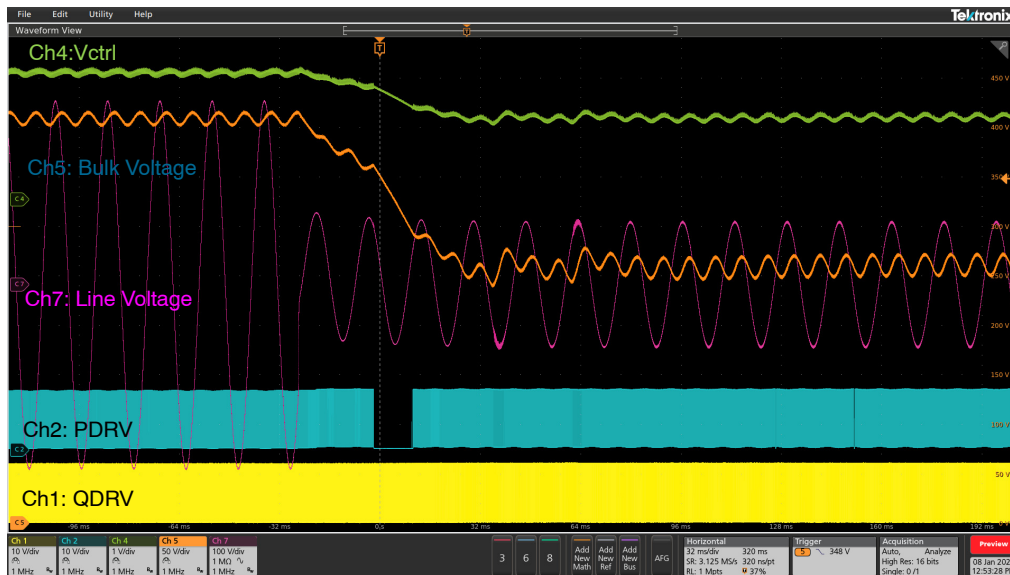 File Edit Utility Help
Tektronix
Waveform View
T
T
Ch4:Vctrl
450 V
400 V
Ch5: Bulk Voltage
350 V
C4
300 V
C7
Ch7: Line Voltage
250 V
200 V
150 V
Ch2: PDRV
100 V
C2
50 V
Ch1: QDRV
C5
-96 ms -64 ms -32 ms 0 s 32 ms 64 ms 96 ms 128 ms 160 ms 192 ms
Ch 1 Ch 2 Ch 4 Ch 5 Ch 7
10 V/div 10 V/div 1 V/div 50 V/div 100 V/div
1 MΩ
1 MHz 1 MHz 1 MHz 1 MHz 1 MHz
3 6 8
Add New Math
Add New Ref
Add New Bus
AFG
Horizontal
32 ms/div 320 ms
SR: 3.125 MS/s 320 ns/pt
RL: 1 Mpts 37%
Trigger
5 348 V
Acquisition
Auto, Analyze
High Res: 16 bits
Single: 0 /1
Preview
08 Jan 202
12:53:28 P